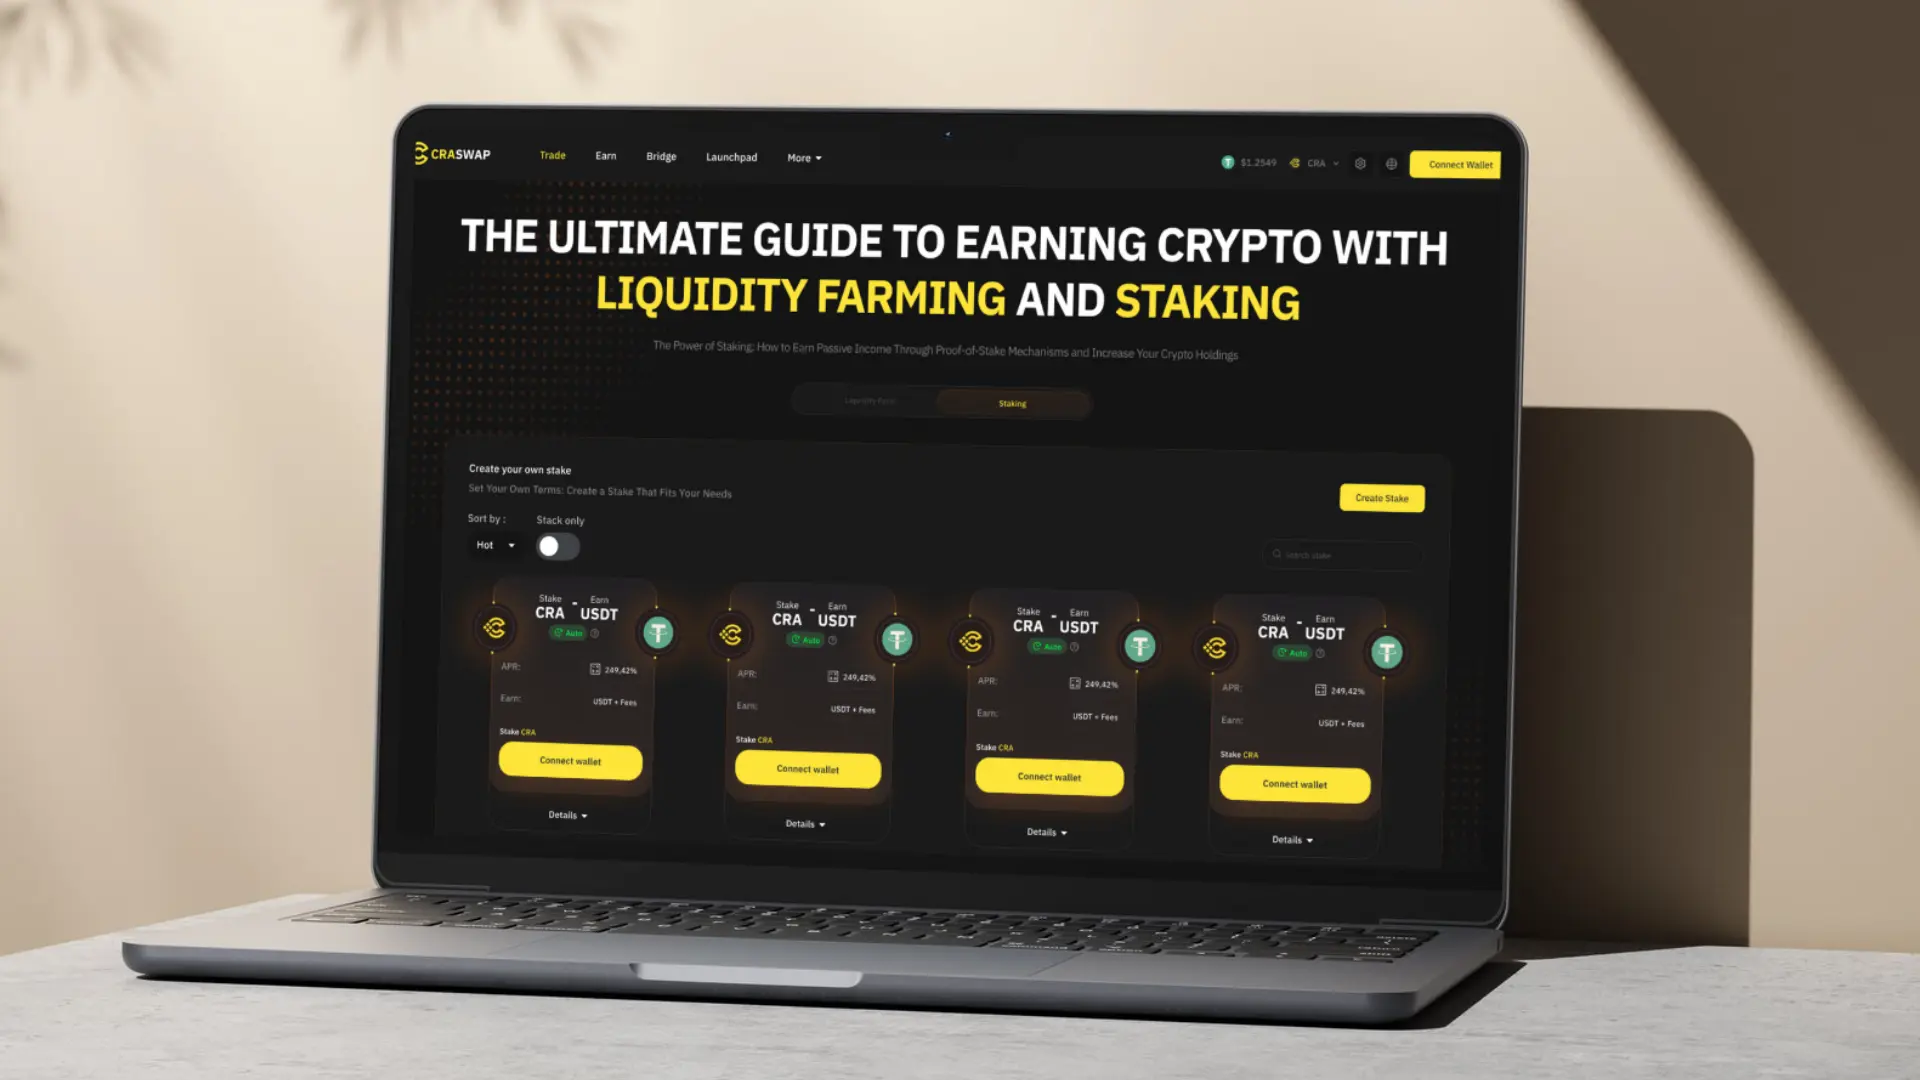 CRASWAP Trade Earn Bridge Launchpad More $1.2549 CRA Connect Wallet
THE ULTIMATE GUIDE TO EARNING CRYPTO WITH
LIQUIDITY FARMING AND STAKING
The Power of Staking: How to Earn Passive Income Through Proof-of-Stake Mechanisms and Increase Your Crypto Holdings
Staking
Create your own stake
Set Your Own Terms: Create a Stake That Fits Your Needs
Create Stake
Sort by : Stack only
Hot
Search stake
Stake - Earn
CRA USDT
Auto
APR: 249,42%
Earn: USDT + Fees
Stake CRA
Connect wallet
Details
Stake - Earn
CRA USDT
Auto
APR: 249,42%
Earn: USDT + Fees
Stake CRA
Connect wallet
Details
Stake - Earn
CRA USDT
Auto
APR: 249,42%
Earn: USDT + Fees
Stake CRA
Connect wallet
Details
Stake - Earn
CRA USDT
Auto
APR: 249,42%
Earn: USDT + Fees
Stake CRA
Connect wallet
Details